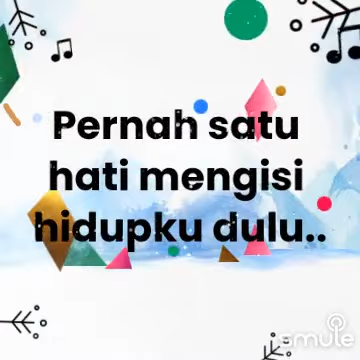 Pernah satu
hati mengisi
hidupku dulu..
smule